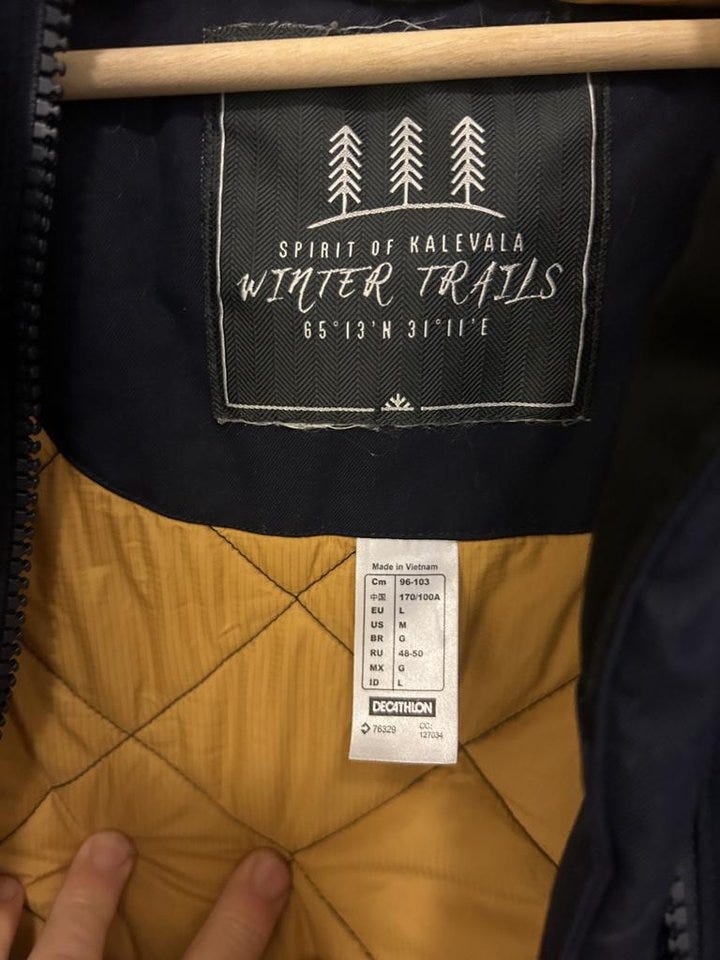 SPIRIT OF KALEVALA
WINTER TRAILS
65°13'N 31°11'E
Made in Vietnam
Cm 96-103
中国 170/100A
EU L
US M
BR G
RU 48-50
MX G
ID L
DECATHLON
76329 CC:
127034